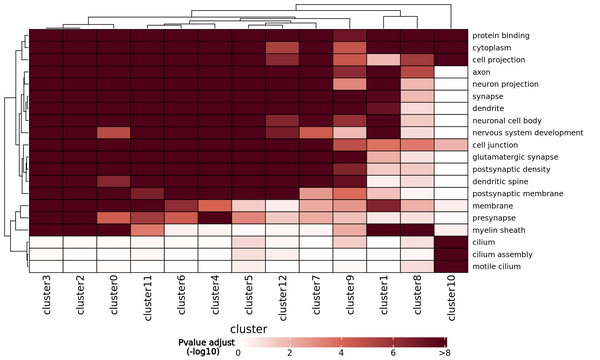 protein binding
cytoplasm
cell projection
axon
neuron projection
synapse
dendrite
neuronal cell body
nervous system development
cell junction
glutamatergic synapse
postsynaptic density
dendritic spine
postsynaptic membrane
membrane
presynapse
myelin sheath
cilium
cilium assembly
motile cilium
cluster3 cluster2 cluster0 cluster11 cluster6 cluster4 cluster5 cluster12 cluster7 cluster9 cluster1 cluster8 cluster10
cluster
Pvalue adjust
(-log10)
0 2 4 6 >8